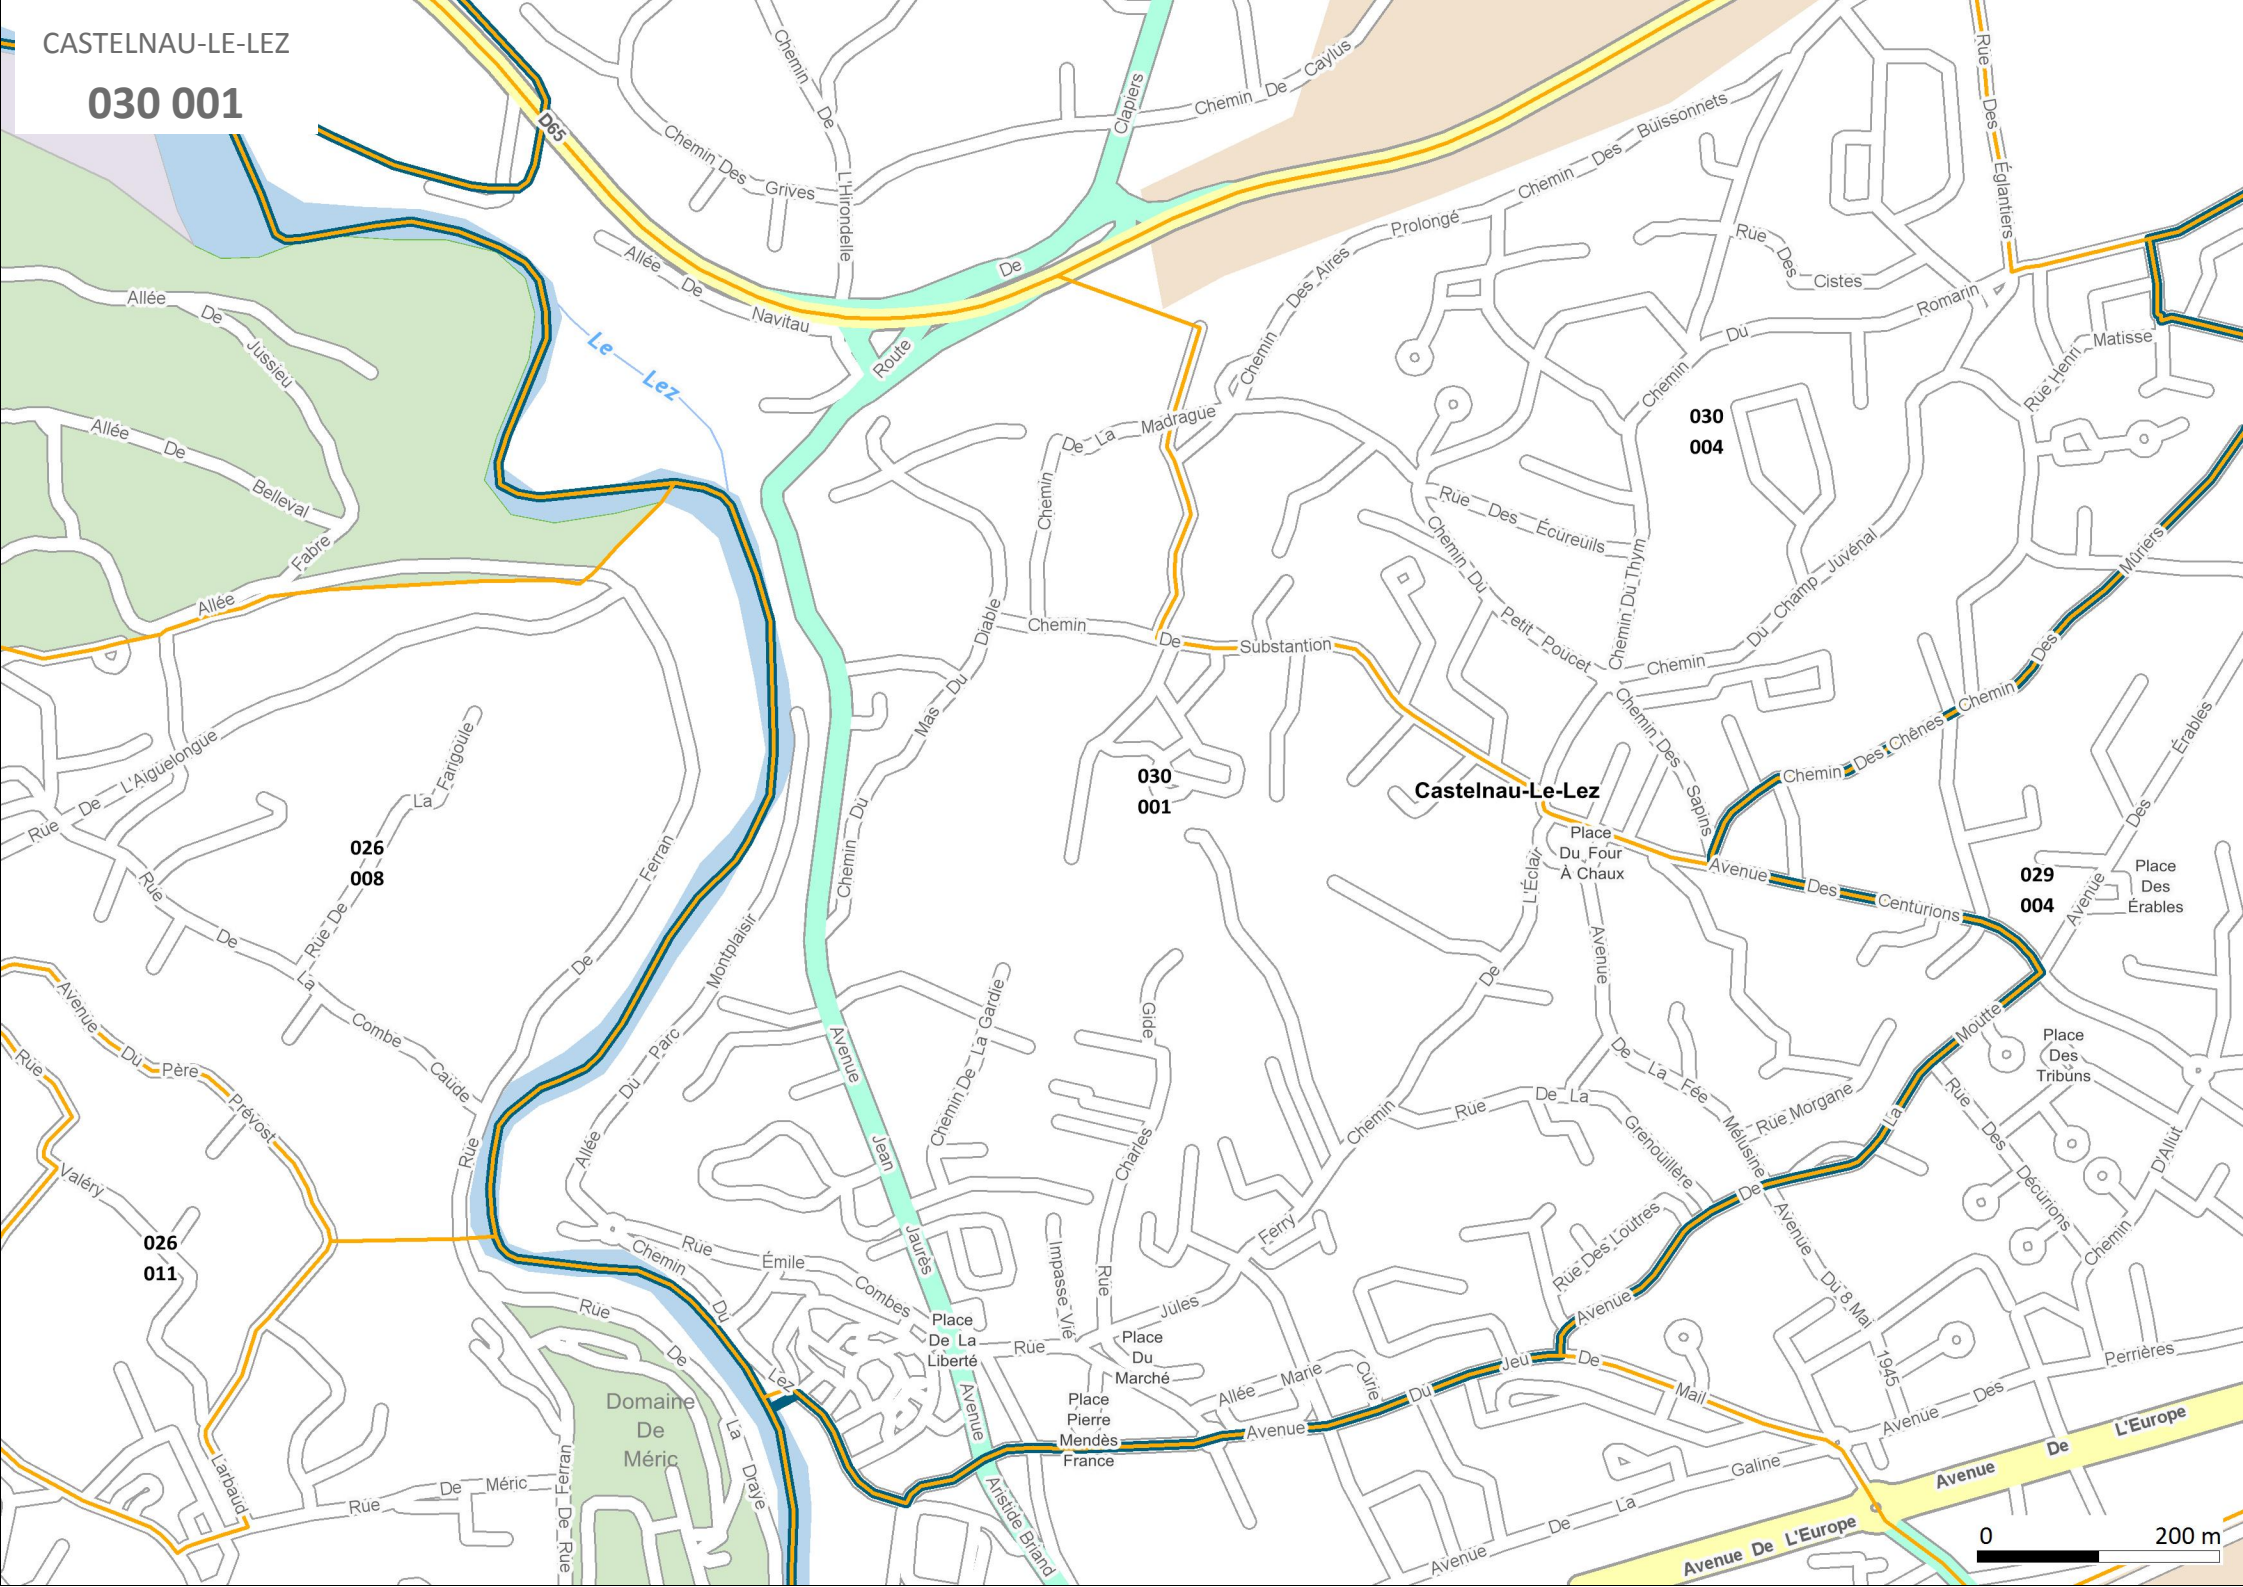 CASTELNAU-LE-LEZ
030 001
D65
Chemin De L'Hirondelle
Chemin Des Grives
Clapiers
Chemin De Caylus
Rue Des Églantiers
Chemin Des Buissonnets
Chemin Des Aires Prolongé
Rue Des Cistes
Allée De Navitau
Route De
Le Lez
Allée De Jussieu
Chemin Du Romarin
Rue Henri Matisse
Allée De Belleval
Chemin De La Madrague
030
004
Rue Des Écureuils
Chemin Du Thym
Chemin Du Petit Poucet
Chemin Du Champ Juvénal
Chemin Des Mûriers
Allée Fabre
Chemin De Substantion
Chemin Du Mas Du Diable
Chemin Des Sapins
Chemin Des Chênes
Avenue Des Érables
Rue De L'Aiguelongue
Rue De La Farigoule
030
001
Castelnau-Le-Lez
Place
Du Four
À Chaux
026
008
Avenue Des Centurions
029
004
Place
Des
Érables
Rue De La Combe Caude
Rue De Ferran
Allée Du Parc Montplaisir
Chemin De La Gardie
Rue Charles Gide
Chemin De L'Éclair
Avenue De La Fée Mélusine
Avenue De La Moutte
Place
Des
Tribuns
Avenue Du Père Prévost
Rue
Valéry
Larbaud
Avenue Jean Jaurès
Rue De La Grenouillère
Rue Morgane
Rue Des Décurions
Chemin D'Allut
026
011
Rue Émile Combes
Chemin Du Lez
Impasse Vié
Rue Jules Ferry
Rue Des Loutres
Avenue Du 8 Mai 1945
Place
De La
Liberté
Place
Du
Marché
Rue De La Draye
Domaine
De
Méric
Allée Marie Curie
Avenue Du Jeu De Mail
Avenue Des Perrières
Place
Pierre
Mendès
France
Avenue Aristide Briand
Rue De Méric
Rue De Ferran
Avenue De La Galine
Avenue De L'Europe
Avenue De L'Europe
0 200 m